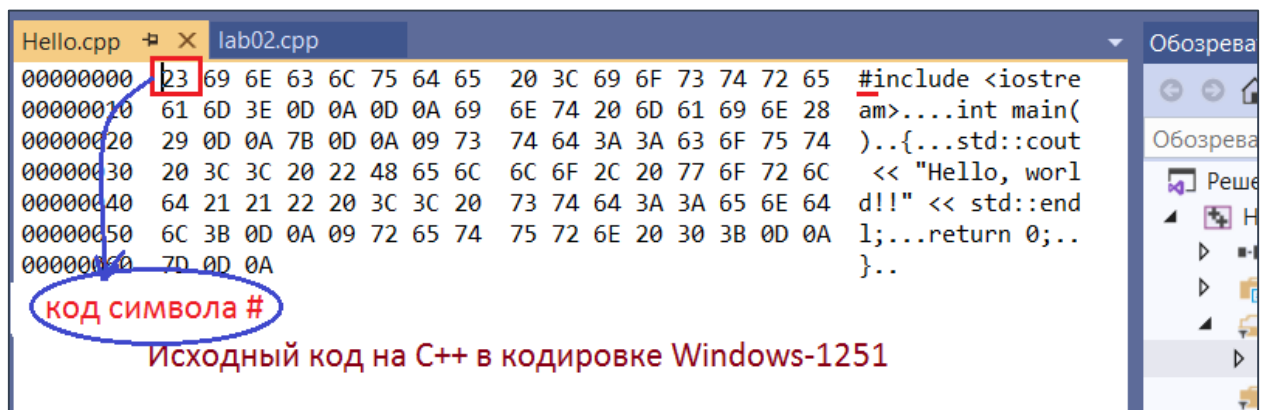 Hello.cpp lab02.cpp
Обозрева
00000000 23 69 6E 63 6C 75 64 65 20 3C 69 6F 73 74 72 65 #include <iostre
00000010 61 6D 3E 0D 0A 0D 0A 69 6E 74 20 6D 61 69 6E 28 am>....int main(
00000020 29 0D 0A 7B 0D 0A 09 73 74 64 3A 3A 63 6F 75 74 )..{...std::cout
Обозрева
00000030 20 3C 3C 20 22 48 65 6C 6C 6F 2C 20 77 6F 72 6C << "Hello, worl
Реше
00000040 64 21 21 22 20 3C 3C 20 73 74 64 3A 3A 65 6E 64 d!!" << std::end
H
00000050 6C 3B 0D 0A 09 72 65 74 75 72 6E 20 30 3B 0D 0A l;...return 0;..
00000060 7D 0D 0A }..
код символа #
Исходный код на C++ в кодировке Windows-1251